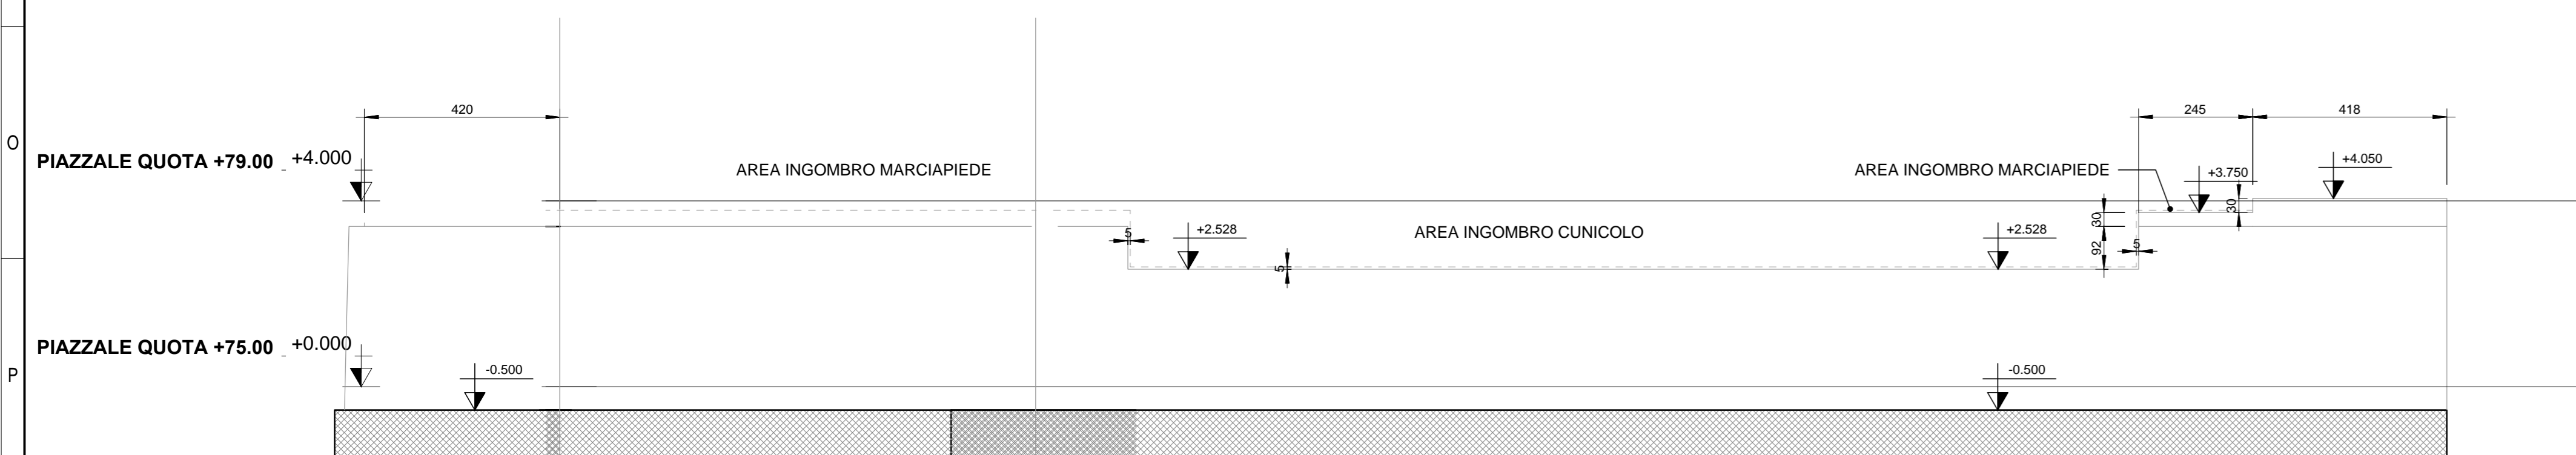 420
245
418
O
PIAZZALE QUOTA +79.00
+4.000
AREA INGOMBRO MARCIAPIEDE
AREA INGOMBRO MARCIAPIEDE
+3.750
+4.050
30
30
5
+2.528
AREA INGOMBRO CUNICOLO
+2.528
92
5
5
PIAZZALE QUOTA +75.00
+0.000
P
-0.500
-0.500